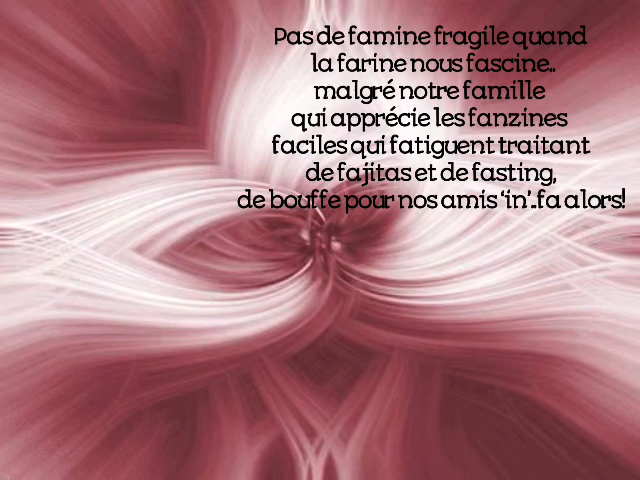 Pas de famine fragile quand
la farine nous fascine..
malgré notre famille
qui apprécie les fanzines
faciles qui fatiguent traitant
de fajitas et de fasting,
de bouffe pour nos amis 'in'..fa alors!